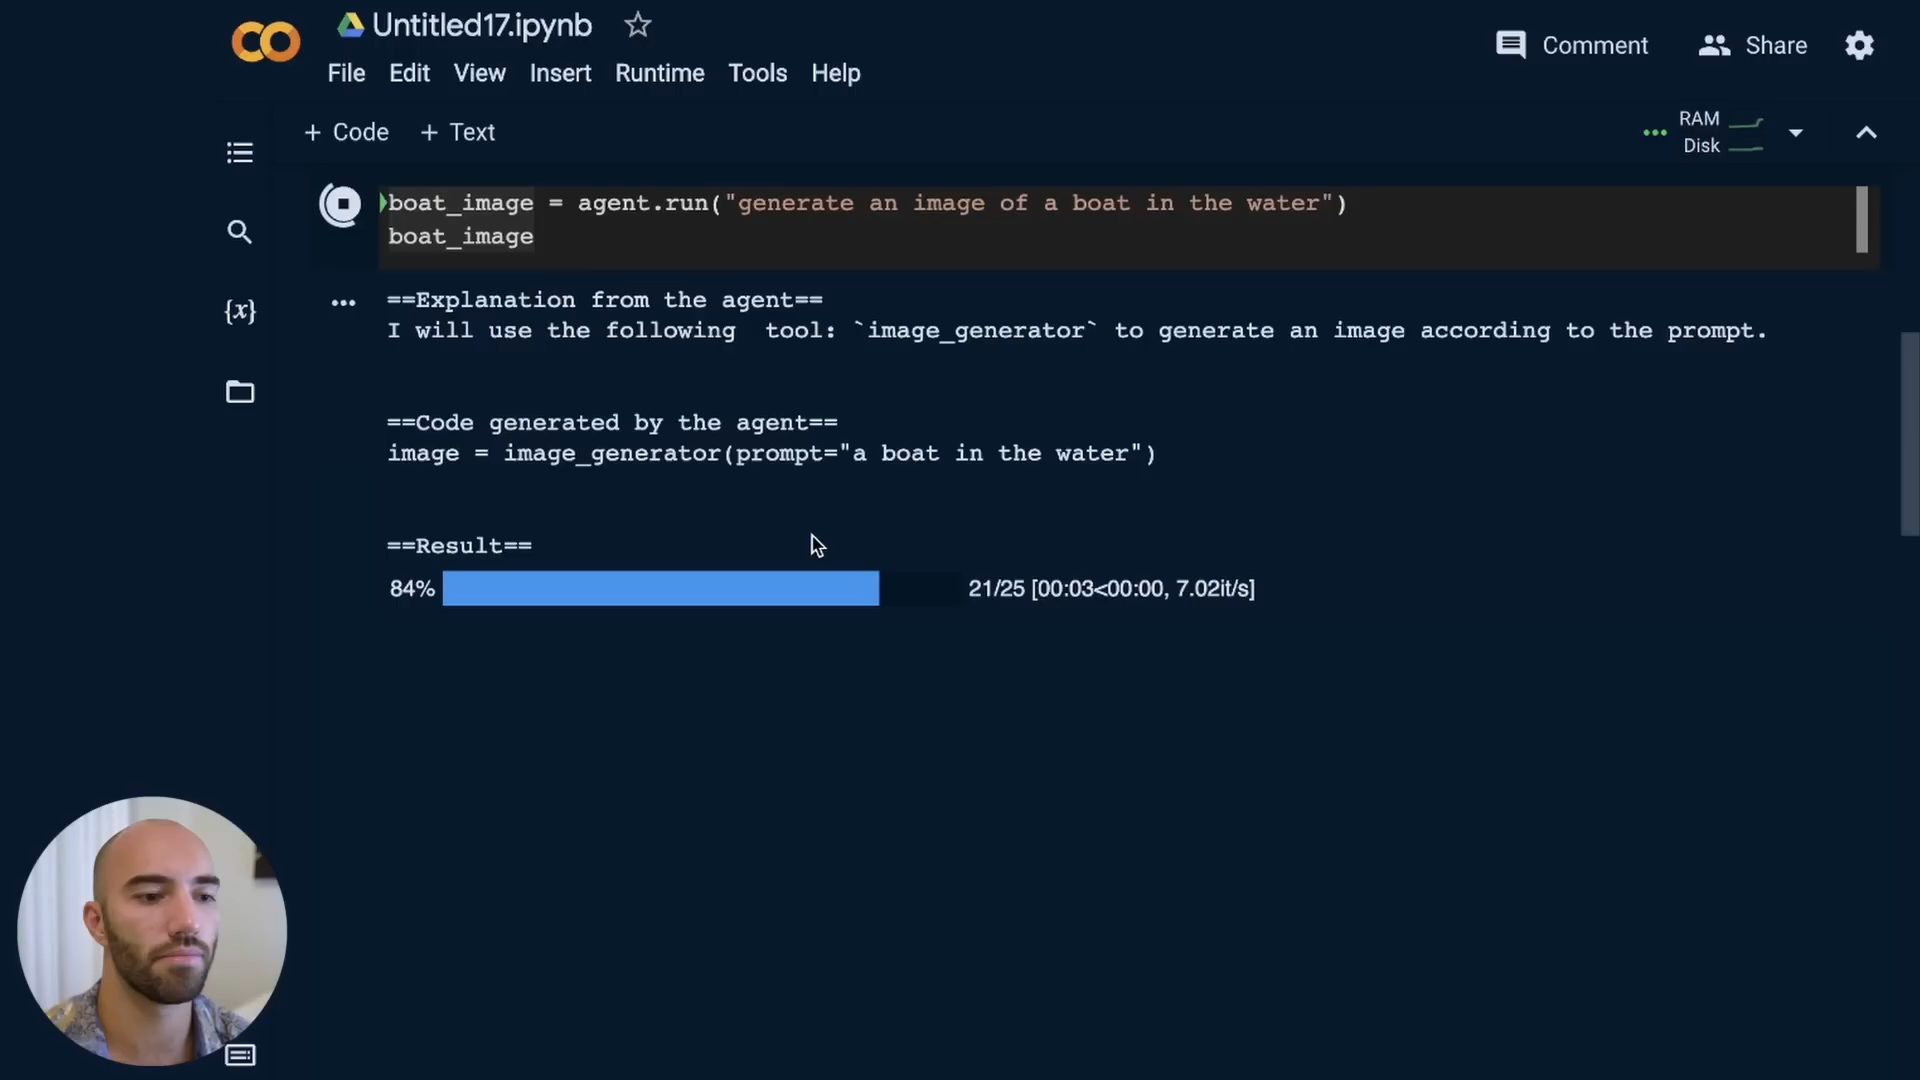 Untitled17.ipynb
Comment
Share
File Edit View Insert Runtime Tools Help
+ Code + Text
RAM
Disk
{x}
boat_image = agent.run("generate an image of a boat in the water")
boat_image
==Explanation from the agent==
I will use the following  tool: `image_generator` to generate an image according to the prompt.
==Code generated by the agent==
image = image_generator(prompt="a boat in the water")
==Result==
84% 21/25 [00:03<00:00, 7.02it/s]